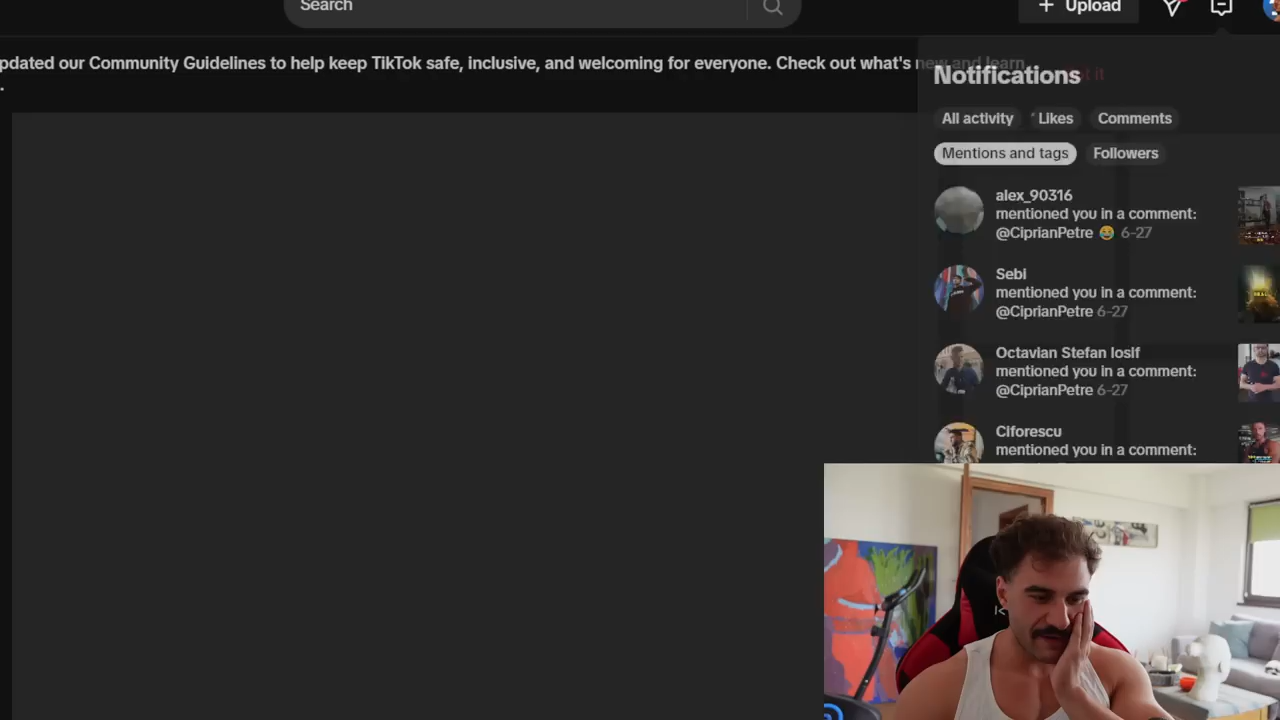 Search
Upload
pdated our Community Guidelines to help keep TikTok safe, inclusive, and welcoming for everyone. Check out what's new and learn
.
Notifications
All activity
Likes
Comments
Mentions and tags
Followers
alex_90316
mentioned you in a comment:
@CiprianPetre 😂 6-27
Sebi
mentioned you in a comment:
@CiprianPetre 6-27
Octavian Stefan Iosif
mentioned you in a comment:
@CiprianPetre 6-27
Ciforescu
mentioned you in a comment: